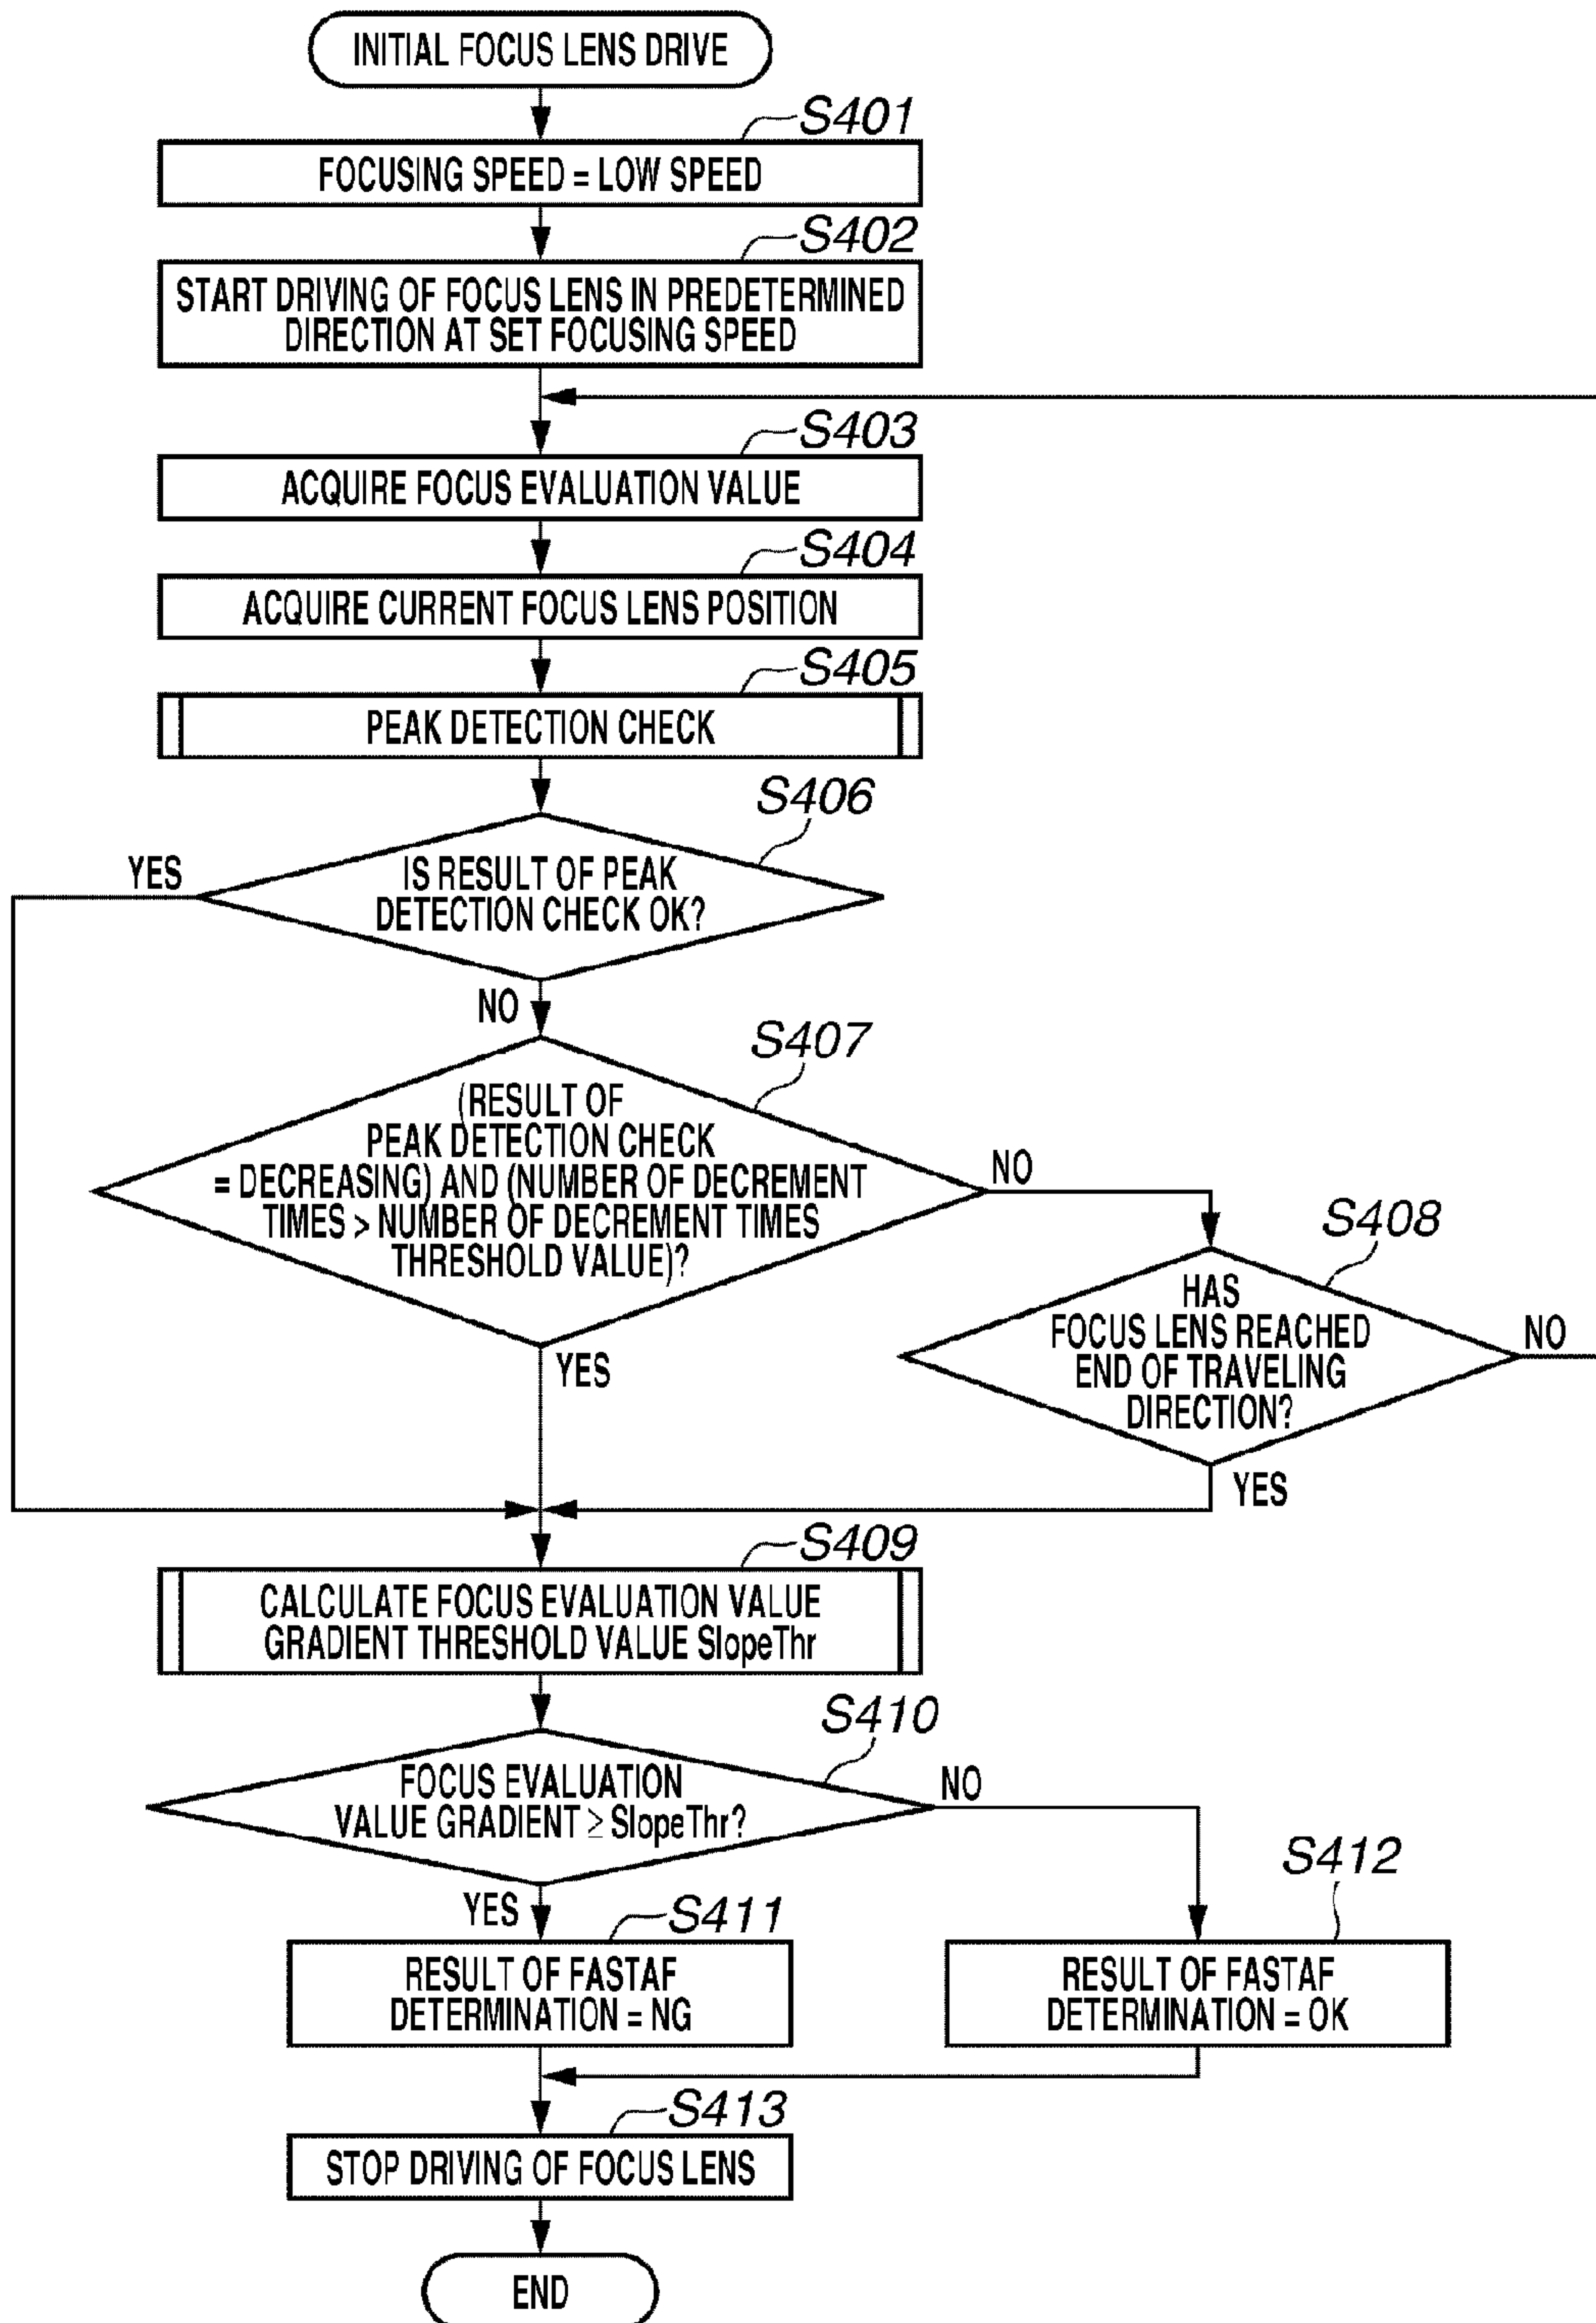 INITIAL FOCUS LENS DRIVE
S401
FOCUSING SPEED = LOW SPEED
S402
START DRIVING OF FOCUS LENS IN PREDETERMINED
DIRECTION AT SET FOCUSING SPEED
S403
ACQUIRE FOCUS EVALUATION VALUE
S404
ACQUIRE CURRENT FOCUS LENS POSITION
S405
PEAK DETECTION CHECK
S406
YES
IS RESULT OF PEAK
DETECTION CHECK OK?
NO
S407
(RESULT OF
PEAK DETECTION CHECK
= DECREASING) AND (NUMBER OF DECREMENT
TIMES > NUMBER OF DECREMENT TIMES
THRESHOLD VALUE)?
NO
YES
S408
HAS
FOCUS LENS REACHED
END OF TRAVELING
DIRECTION?
NO
YES
S409
CALCULATE FOCUS EVALUATION VALUE
GRADIENT THRESHOLD VALUE SlopeThr
S410
FOCUS EVALUATION
VALUE GRADIENT ≥ SlopeThr?
NO
YES
S411
RESULT OF FASTAF
DETERMINATION = NG
S412
RESULT OF FASTAF
DETERMINATION = OK
S413
STOP DRIVING OF FOCUS LENS
END